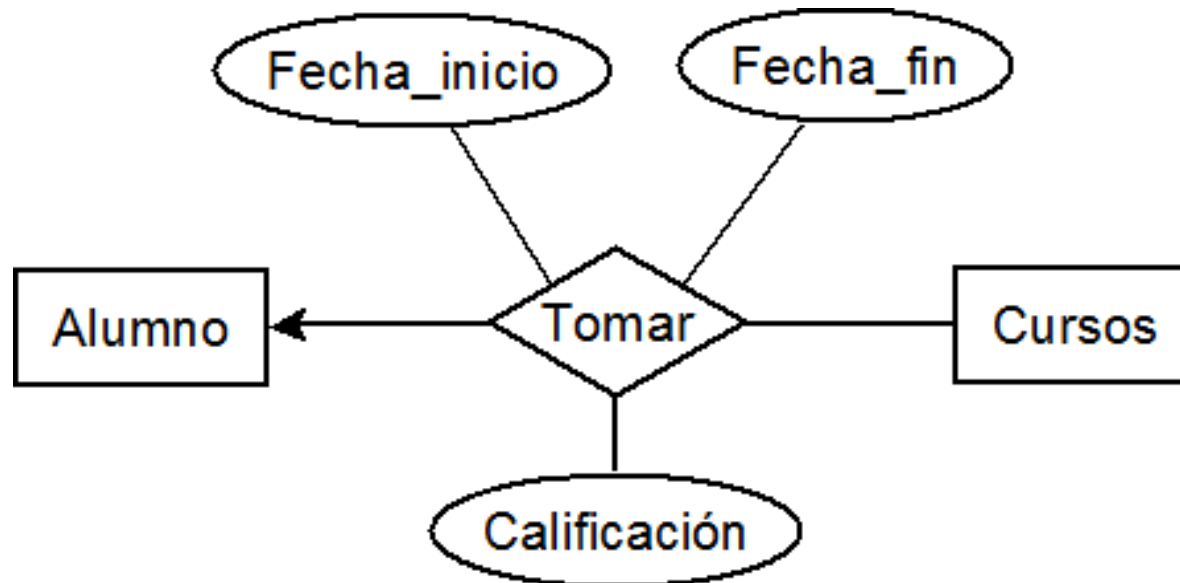 Fecha_inicio
Fecha_fin
Alumno
Tomar
Cursos
Calificación